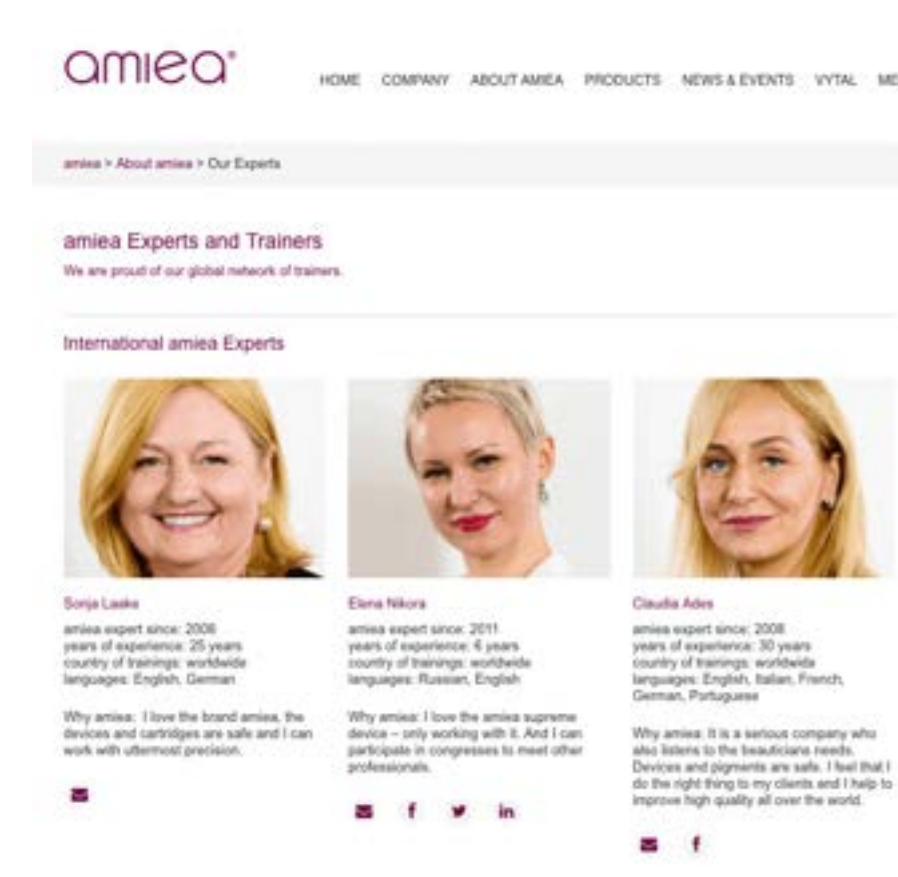 amiea®
HOME COMPANY ABOUT AMIEA PRODUCTS NEWS & EVENTS VYTAL ME
amiea > About amiea > Our Experts
amiea Experts and Trainers
We are proud of our global network of trainers.
International amiea Experts
Sonja Laake
amiea expert since: 2006
years of experience: 25 years
country of trainings: worldwide
languages: English, German
Why amiea: I love the brand amiea, the
devices and cartridges are safe and I can
work with uttermost precision.
Elena Nikora
amiea expert since: 2011
years of experience: 6 years
country of trainings: worldwide
languages: Russian, English
Why amiea: I love the amiea supreme
device – only working with it. And I can
participate in congresses to meet other
professionals.
f
in
Claudia Ades
amiea expert since: 2008
years of experience: 30 years
country of trainings: worldwide
languages: English, Italian, French,
German, Portuguese
Why amiea: It is a serious company who
also listens to the beauticians needs.
Devices and pigments are safe. I feel that I
do the right thing to my clients and I help to
improve high quality all over the world.
f